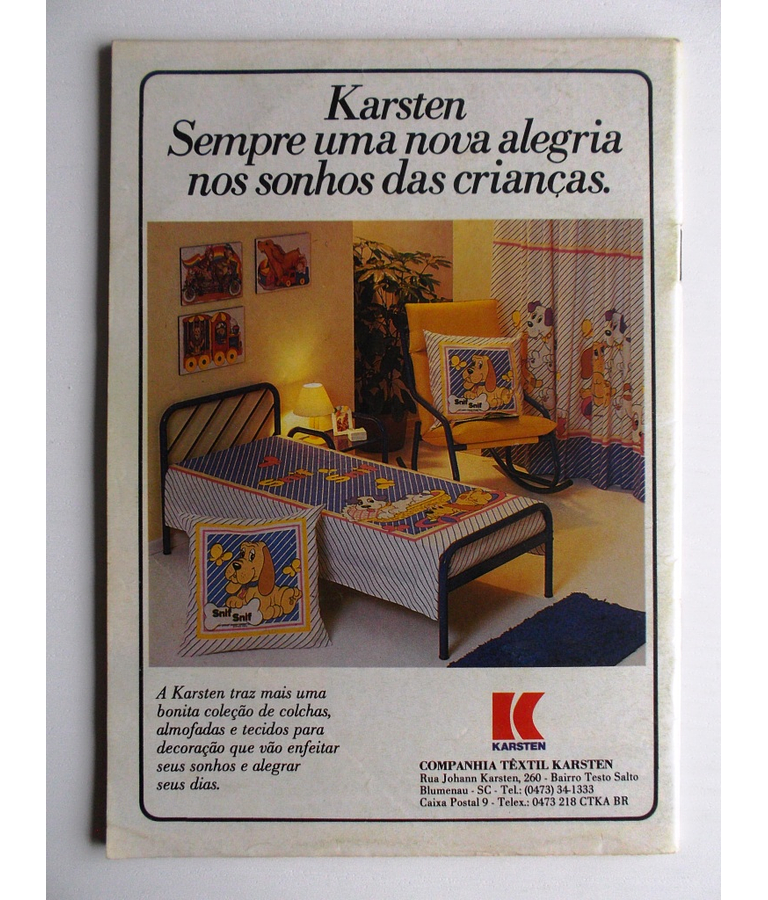 Karsten
Sempre uma nova alegria
nos sonhos das crianças.
Snif Snif
Snif
Snif
A Karsten traz mais uma
bonita coleção de colchas,
almofadas e tecidos para
decoração que vão enfeitar
seus sonhos e alegrar
seus dias.
KARSTEN
COMPANHIA TÊXTIL KARSTEN
Rua Johann Karsten, 260 - Bairro Testo Salto
Blumenau - SC - Tel.: (0473) 34-1333
Caixa Postal 9 - Telex.: 0473 218 CTKA BR